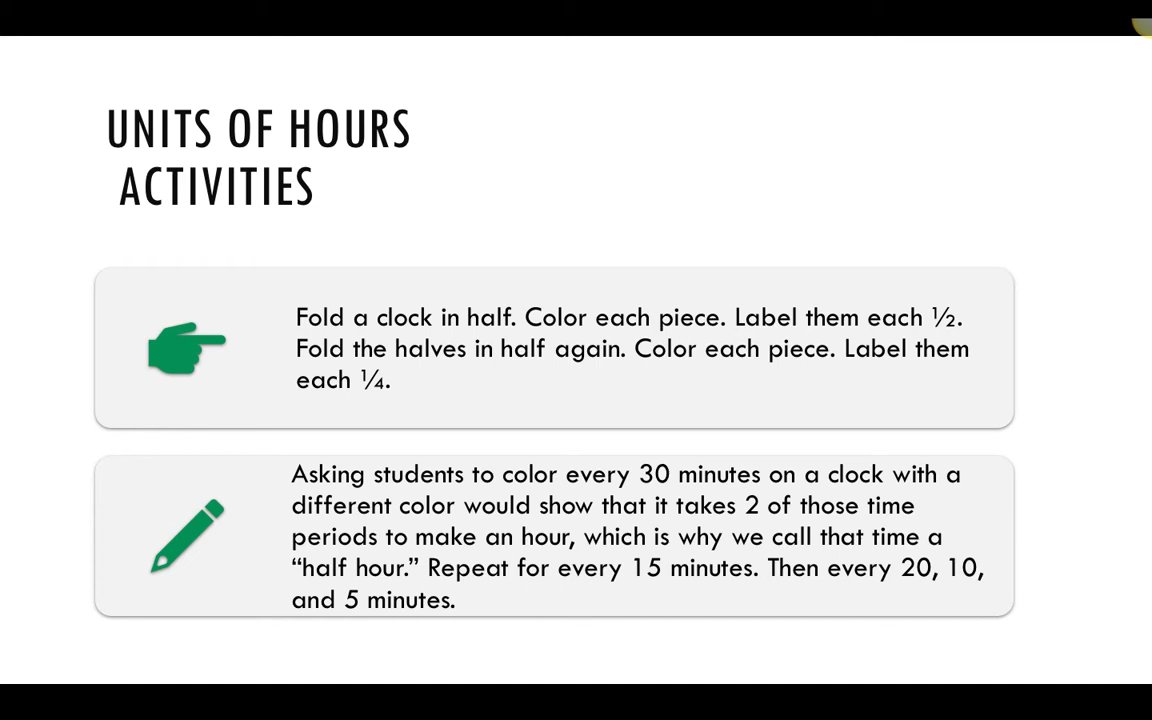 UNITS OF HOURS
ACTIVITIES
Fold a clock in half. Color each piece. Label them each ½.
Fold the halves in half again. Color each piece. Label them
each ¼.
Asking students to color every 30 minutes on a clock with a
different color would show that it takes 2 of those time
periods to make an hour, which is why we call that time a
“half hour.” Repeat for every 15 minutes. Then every 20, 10,
and 5 minutes.